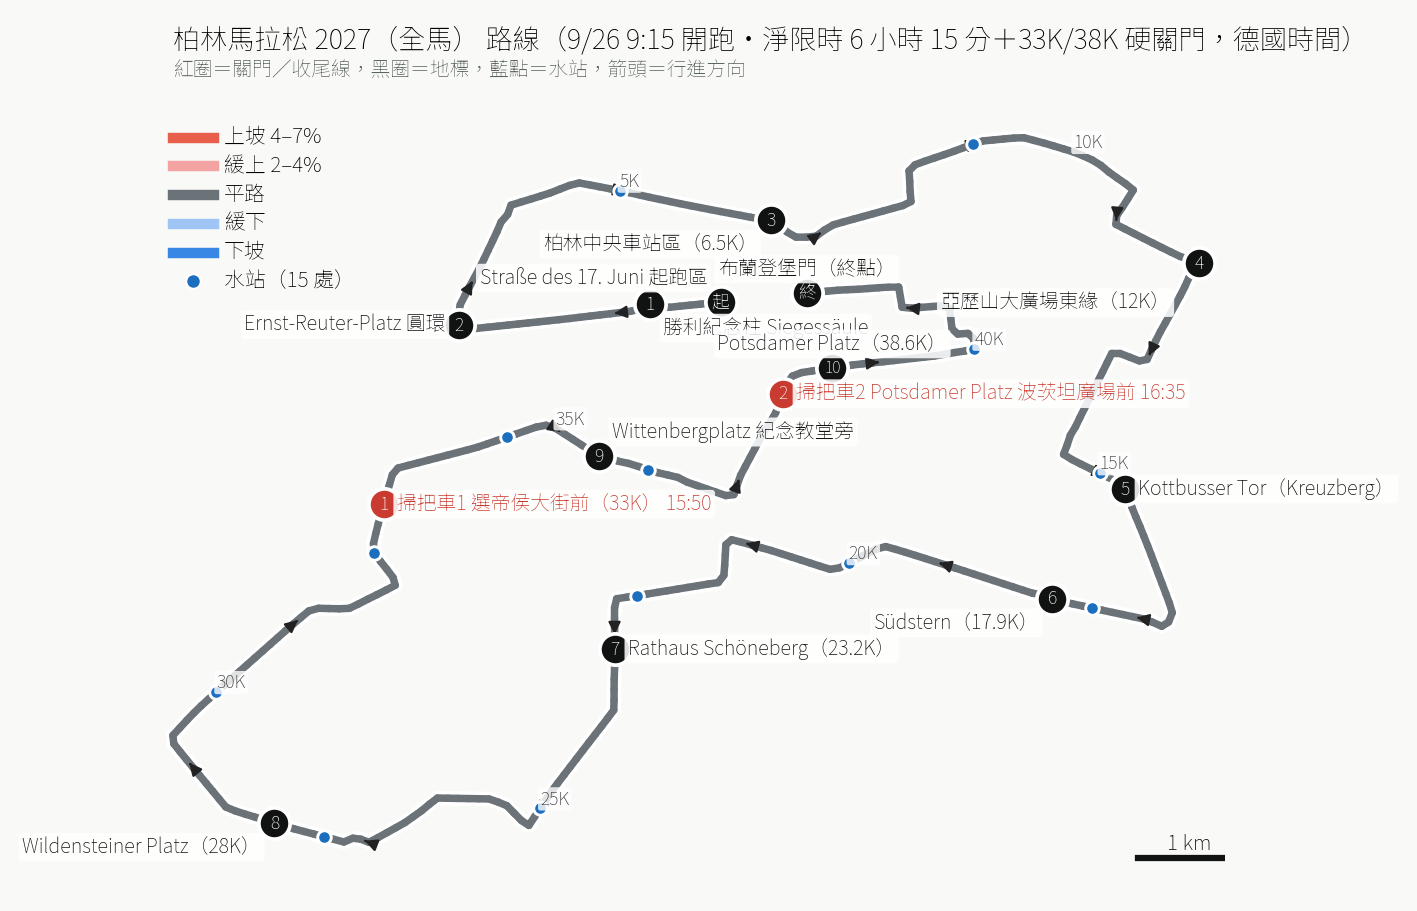 柏林馬拉松 2027（全馬） 路線（9/26 9:15 開跑・淨限時 6 小時 15 分＋33K/38K 硬關門，德國時間）
紅圈＝關門／收尾線，黑圈＝地標，藍點＝水站，箭頭＝行進方向
上坡 4–7%
緩上 2–4%
平路
緩下
下坡
水站（15 處）
10K
5K
3
柏林中央車站區（6.5K）
4
布蘭登堡門（終點）
Straße des 17. Juni 起跑區
終
起
1
亞歷山大廣場東緣（12K）
Ernst-Reuter-Platz 圓環
2
勝利紀念柱 Siegessäule
Potsdamer Platz（38.6K）
40K
10
2
掃把車2 Potsdamer Platz 波茨坦廣場前 16:35
35K
Wittenbergplatz 紀念教堂旁
9
15K
5
Kottbusser Tor（Kreuzberg）
1
掃把車1 選帝侯大街前（33K） 15:50
20K
6
Südstern（17.9K）
7
Rathaus Schöneberg（23.2K）
30K
25K
8
Wildensteiner Platz（28K）
1 km